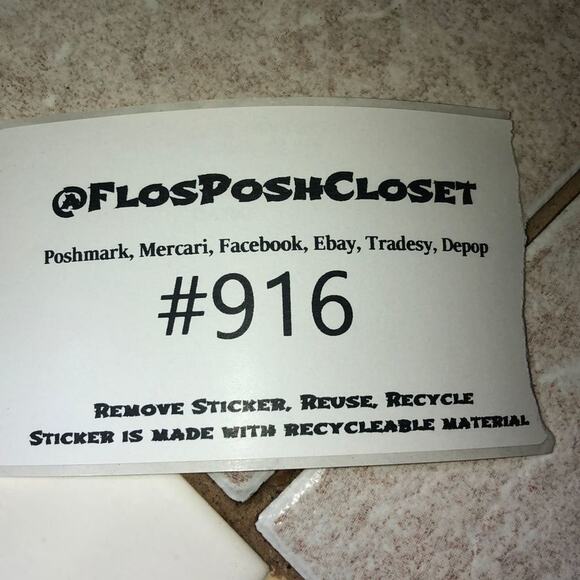 @FlosPoshCloset
Poshmark, Mercari, Facebook, Ebay, Tradesy, Depop
#916
Remove Sticker, Reuse, Recycle
Sticker is made with recycleable material